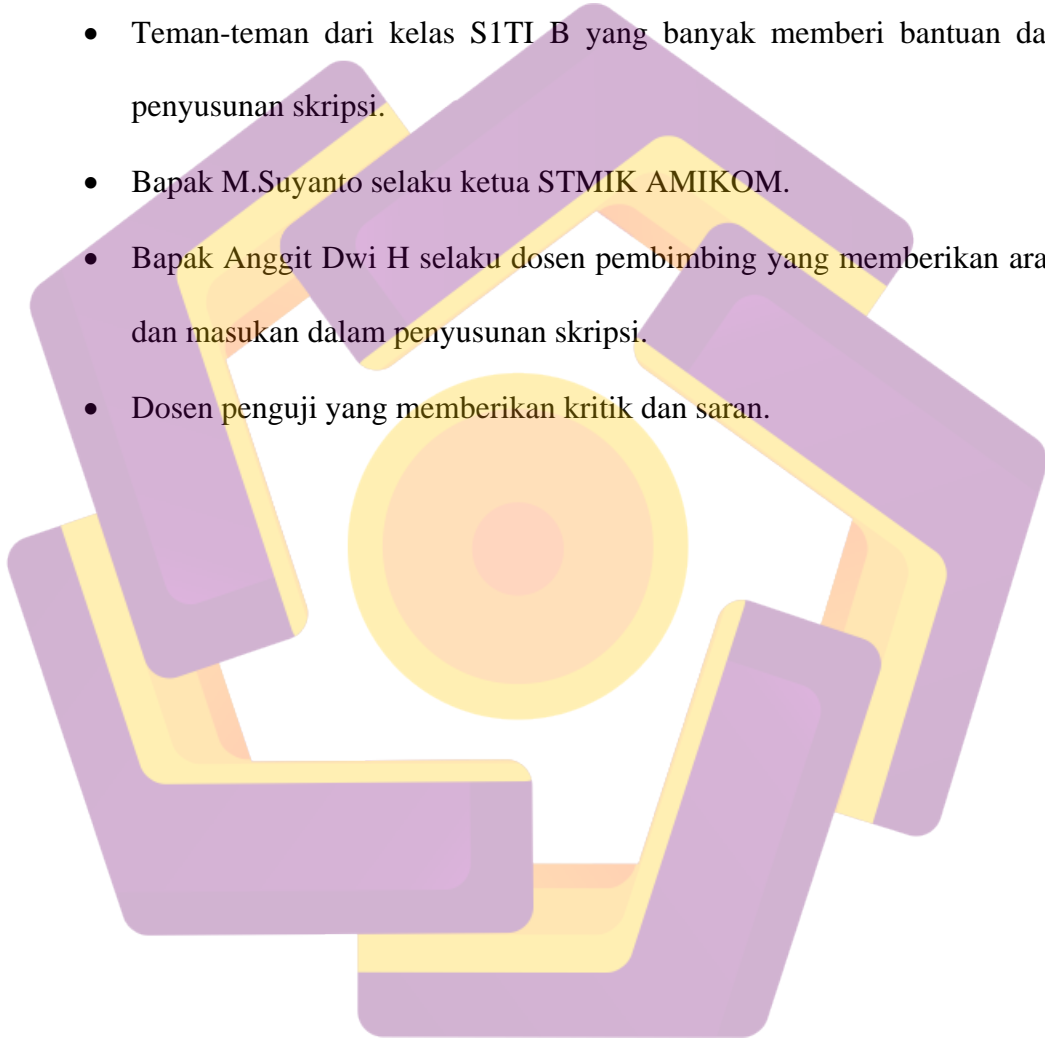 • Teman-teman dari kelas S1TI B yang banyak memberi bantuan da
penyusunan skripsi.
• Bapak M.Suyanto selaku ketua STMIK AMIKOM.
• Bapak Anggit Dwi H selaku dosen pembimbing yang memberikan ara
dan masukan dalam penyusunan skripsi.
• Dosen penguji yang memberikan kritik dan saran.